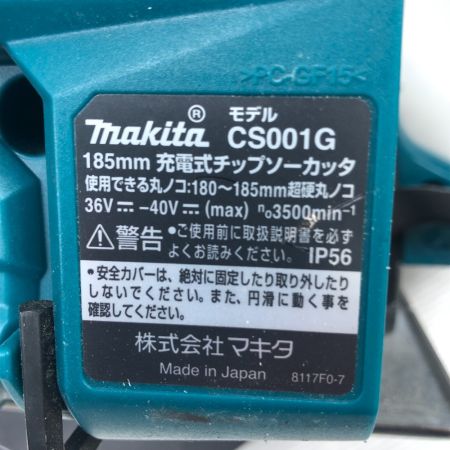 >PC-GF15<
モデル
makita® CS001G
185mm 充電式チップソーカッタ
使用できる丸ノコ:180～185mm超硬丸ノコ
36V⎓ -40V⎓ (max) n₀3500min⁻¹
⚠警告 •ご使用前に取扱説明書を必ず
よくお読みください。 IP56
•安全カバーは、絶対に固定したり取り外したり
しないでください。また、円滑に動く事を
確認してください。
株式会社 マキタ
Made in Japan 8117F0-7